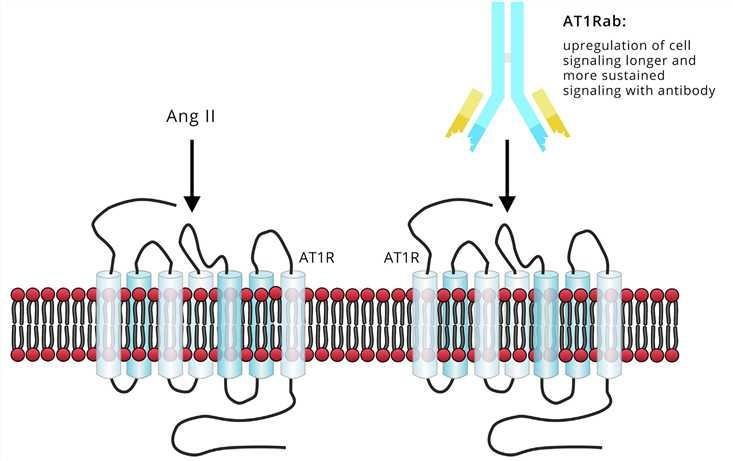 AT1Rab:
upregulation of cell
signaling longer and
more sustained
signaling with antibody
Ang II
AT1R
AT1R